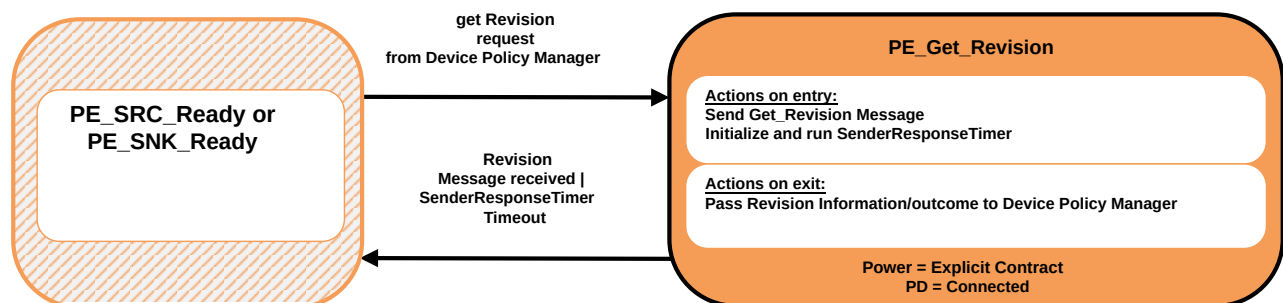 PE_SRC_Ready or
PE_SNK_Ready
get Revision
request
from Device Policy Manager
Revision
Message received |
SenderResponseTimer
Timeout
PE_Get_Revision
Actions on entry:
Send Get_Revision Message
Initialize and run SenderResponseTimer
Actions on exit:
Pass Revision Information/outcome to Device Policy Manager
Power = Explicit Contract
PD = Connected